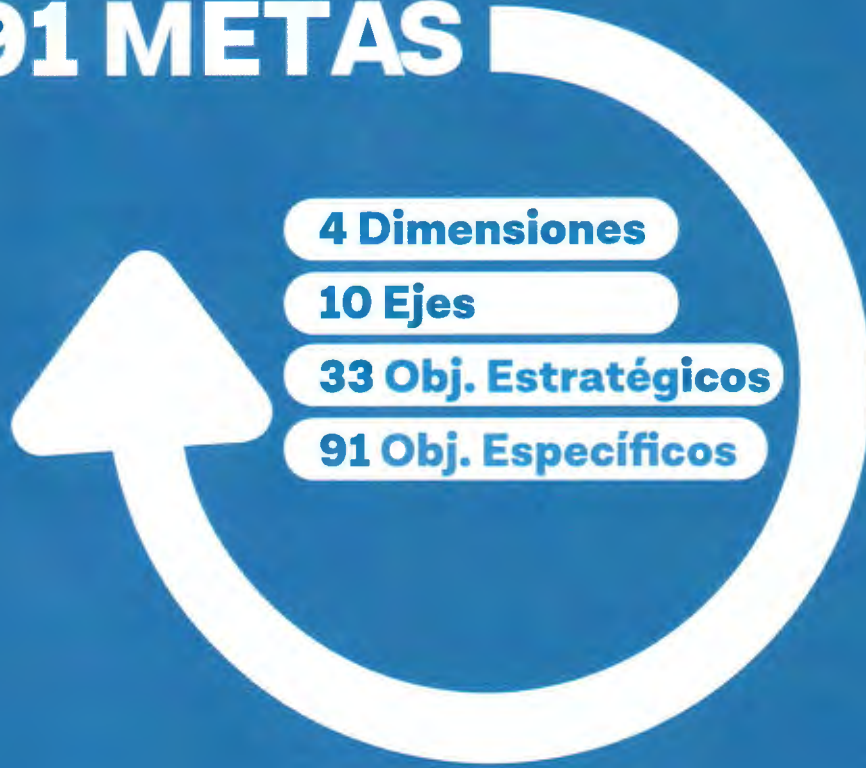 91 METAS
4 Dimensiones
10 Ejes
33 Obj. Estratégicos
91 Obj. Específicos